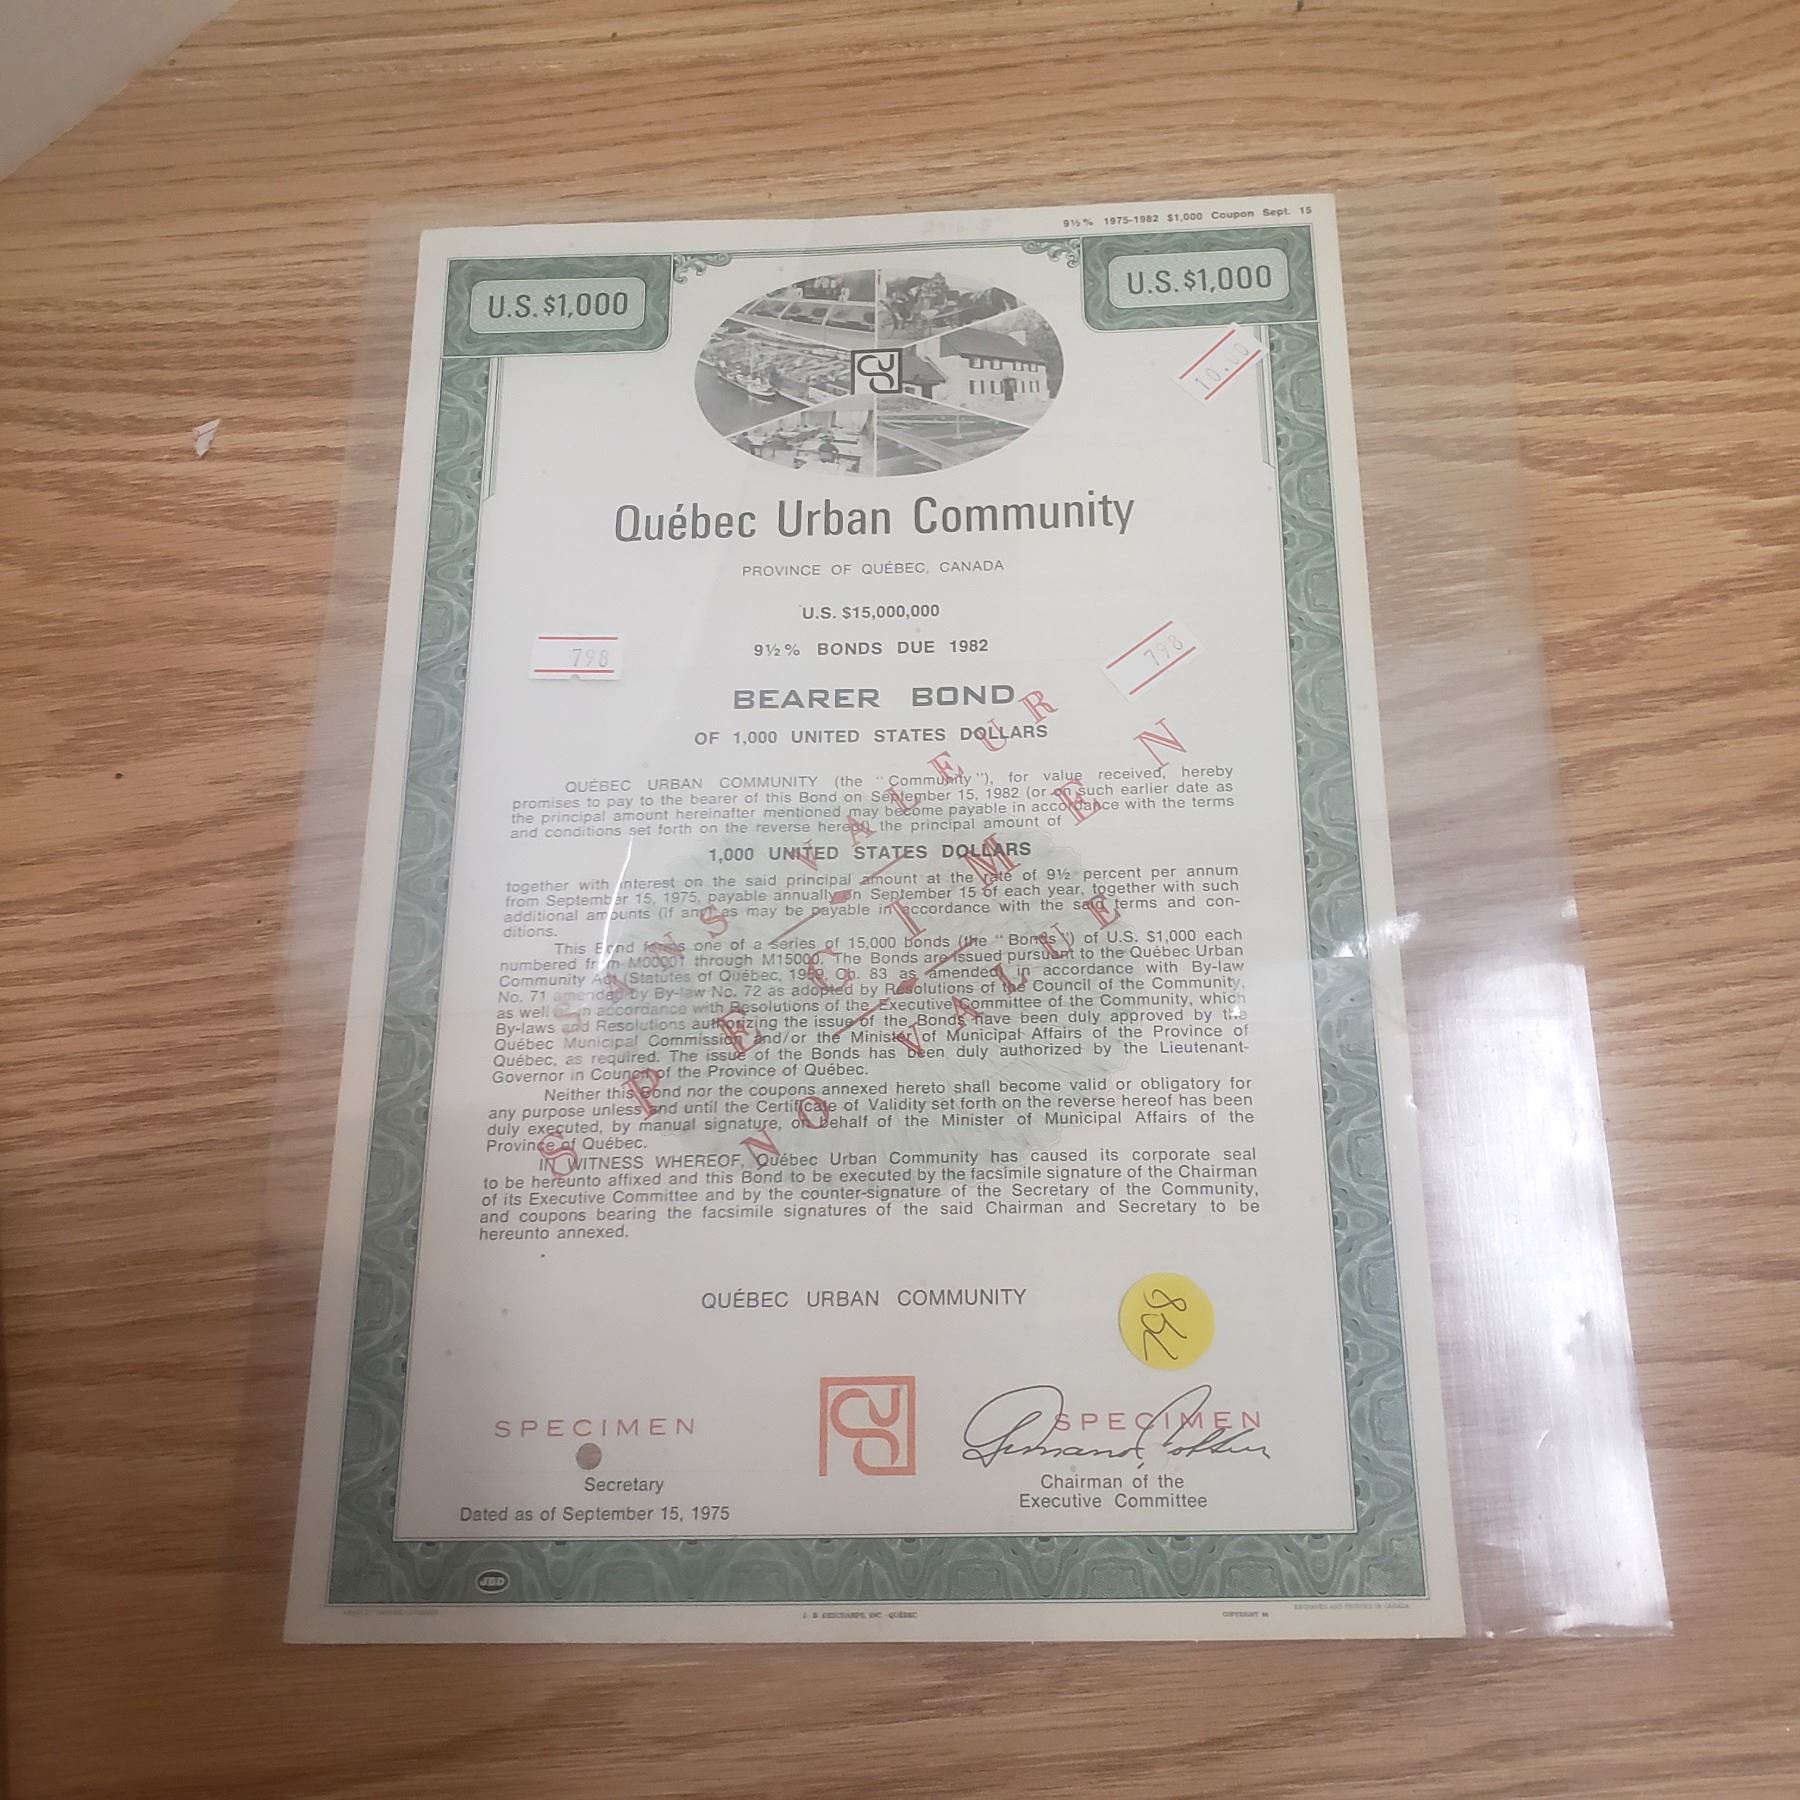 9½% 1975-1982 $1,000 Coupon Sept. 15
U.S. $1,000
U.S. $1,000
10.00
Québec Urban Community
PROVINCE OF QUÉBEC, CANADA
U.S. $15,000,000
9½% BONDS DUE 1982
798
798
BEARER BOND
OF 1,000 UNITED STATES DOLLARS
SANS VALEUR
SPECIMEN
NO VALUE
QUÉBEC URBAN COMMUNITY (the "Community"), for value received, hereby
promises to pay to the bearer of this Bond on September 15, 1982 (or on such earlier date as
the principal amount hereinafter mentioned may become payable in accordance with the terms
and conditions set forth on the reverse hereof) the principal amount of
1,000 UNITED STATES DOLLARS
together with interest on the said principal amount at the rate of 9½ percent per annum
from September 15, 1975, payable annually on September 15 of each year, together with such
additional amounts (if any) as may be payable in accordance with the said terms and con-
ditions.
This Bond forms one of a series of 15,000 bonds (the "Bonds") of U.S. $1,000 each
numbered from M00001 through M15000. The Bonds are issued pursuant to the Québec Urban
Community Act (Statutes of Québec, 1969, Ch. 83 as amended) in accordance with By-law
No. 71 amended by By-law No. 72 as adopted by Resolutions of the Council of the Community,
as well as in accordance with Resolutions of the Executive Committee of the Community, which
By-laws and Resolutions authorizing the issue of the Bonds have been duly approved by the
Québec Municipal Commission and/or the Minister of Municipal Affairs of the Province of
Québec, as required. The issue of the Bonds has been duly authorized by the Lieutenant-
Governor in Council of the Province of Québec.
Neither this Bond nor the coupons annexed hereto shall become valid or obligatory for
any purpose unless and until the Certificate of Validity set forth on the reverse hereof has been
duly executed, by manual signature, on behalf of the Minister of Municipal Affairs of the
Province of Québec.
IN WITNESS WHEREOF, Québec Urban Community has caused its corporate seal
to be hereunto affixed and this Bond to be executed by the facsimile signature of the Chairman
of its Executive Committee and by the counter-signature of the Secretary of the Community,
and coupons bearing the facsimile signatures of the said Chairman and Secretary to be
hereunto annexed.
QUÉBEC URBAN COMMUNITY
798
SPECIMEN
SPECIMEN
Secretary
Chairman of the
Executive Committee
Dated as of September 15, 1975
JBD
J. B. DESCHAMPS, INC - QUÉBEC
COPYRIGHT
ENGRAVED AND PRINTED IN CANADA